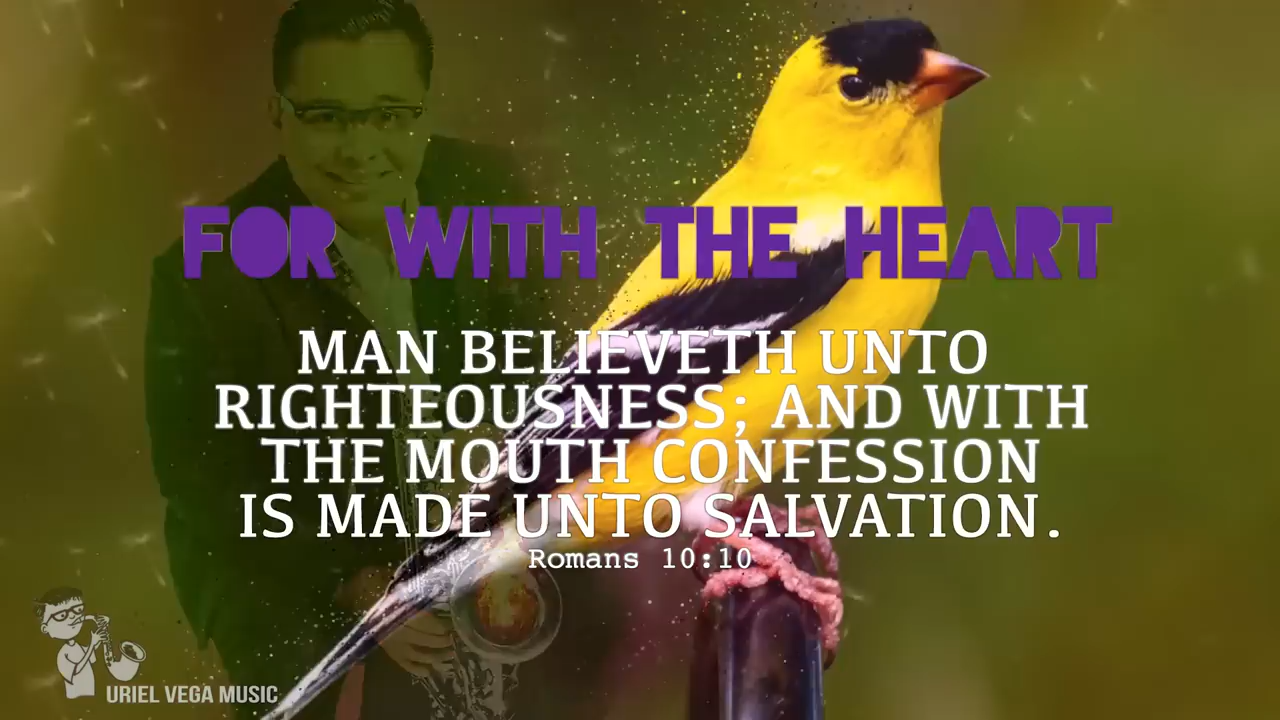 FOR WITH THE HEART
MAN BELIEVETH UNTO
RIGHTEOUSNESS; AND WITH
THE MOUTH CONFESSION
IS MADE UNTO SALVATION.
Romans 10:10
URIEL VEGA MUSIC